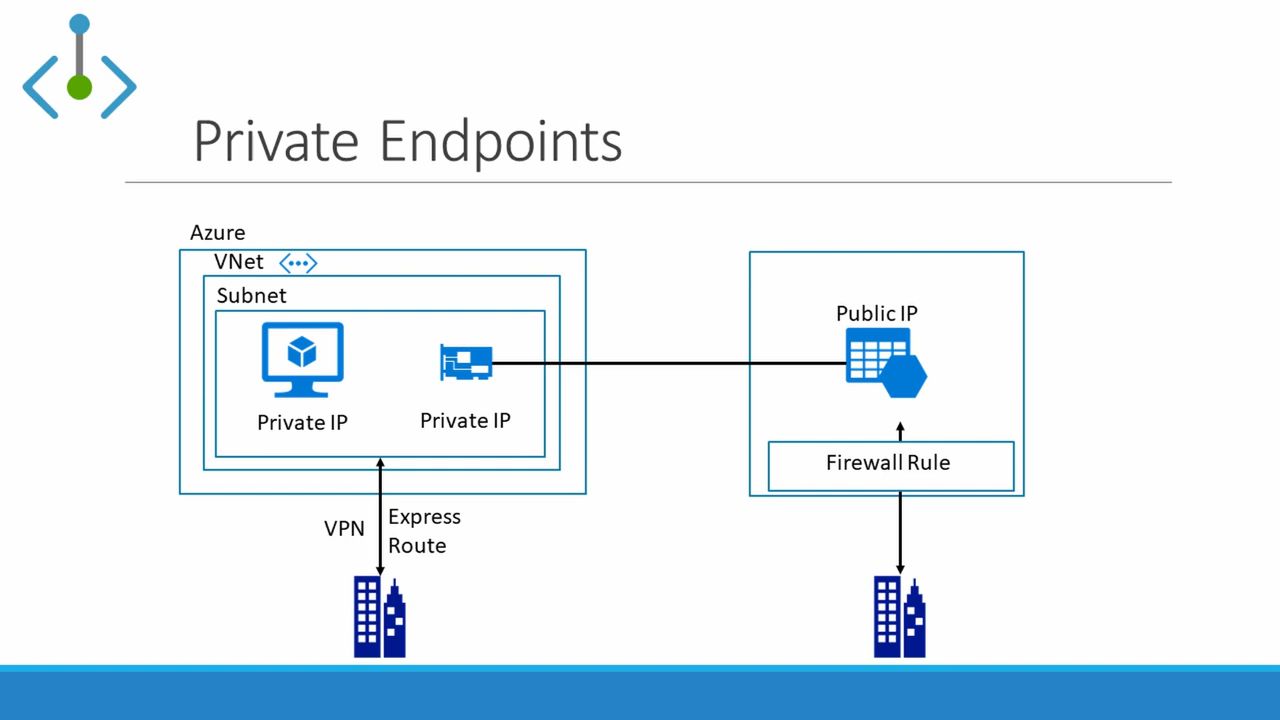 Private Endpoints
Azure
VNet
Subnet
Private IP
Private IP
Public IP
Firewall Rule
VPN
Express
Route